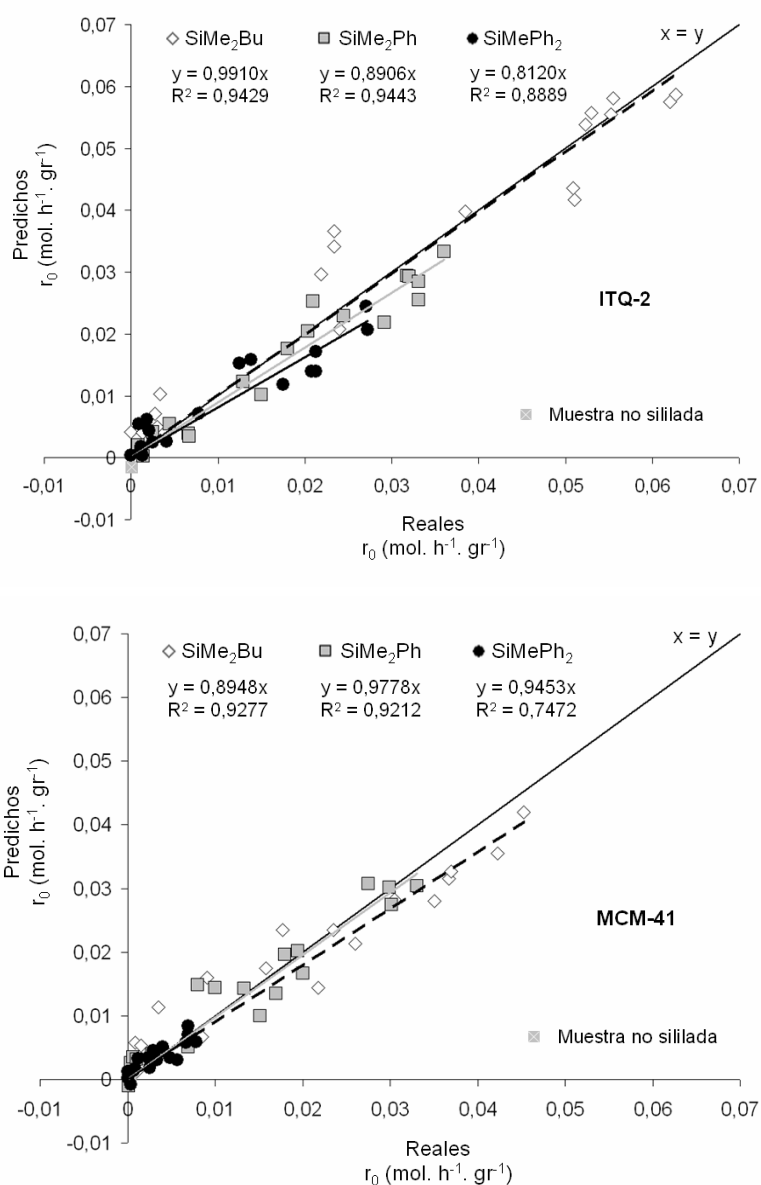 0,07
◇ SiMe₂Bu ■ SiMe₂Ph ● SiMePh₂ x = y
y = 0,9910x y = 0,8906x y = 0,8120x
R² = 0,9429 R² = 0,9443 R² = 0,8889
0,06
0,05
0,04
0,03
0,02
0,01
0
-0,01
Predichos
r₀ (mol. h⁻¹. gr⁻¹)
ITQ-2
Muestra no sililada
-0,01 0 0,01 0,02 0,03 0,04 0,05 0,06 0,07
Reales
r₀ (mol. h⁻¹. gr⁻¹)
0,07
◇ SiMe₂Bu ■ SiMe₂Ph ● SiMePh₂ x = y
y = 0,8948x y = 0,9778x y = 0,9453x
R² = 0,9277 R² = 0,9212 R² = 0,7472
0,06
0,05
0,04
0,03
0,02
0,01
0
-0,01
Predichos
r₀ (mol. h⁻¹. gr⁻¹)
MCM-41
Muestra no sililada
-0,01 0 0,01 0,02 0,03 0,04 0,05 0,06 0,07
Reales
r₀ (mol. h⁻¹. gr⁻¹)